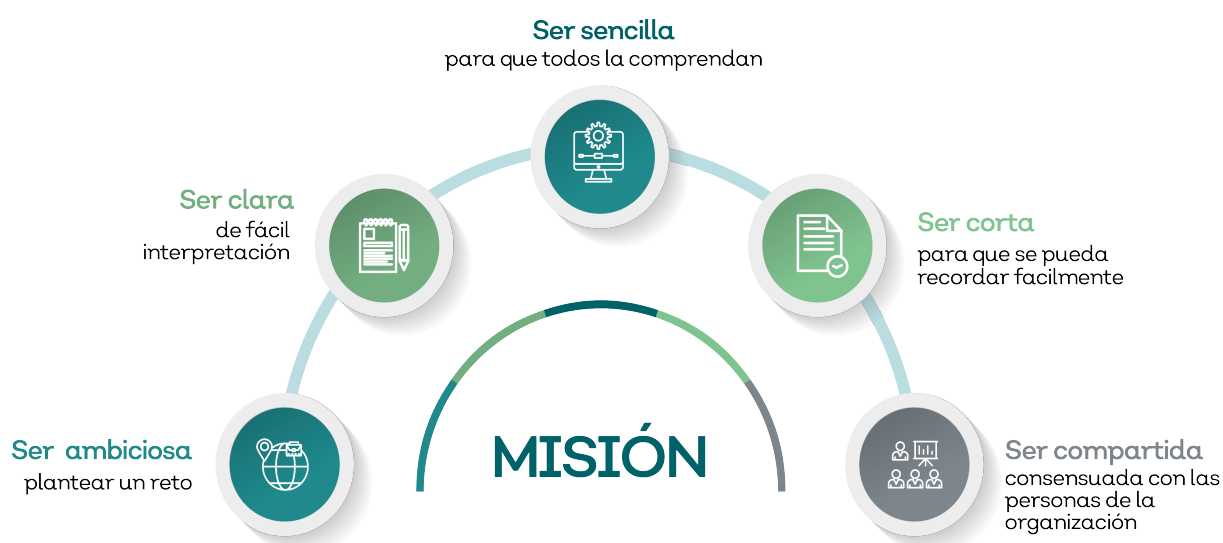 Ser sencilla
para que todos la comprendan
Ser clara
de fácil
interpretación
Ser corta
para que se pueda
recordar facilmente
Ser ambiciosa
plantear un reto
MISIÓN
Ser compartida
consensuada con las
personas de la
organización